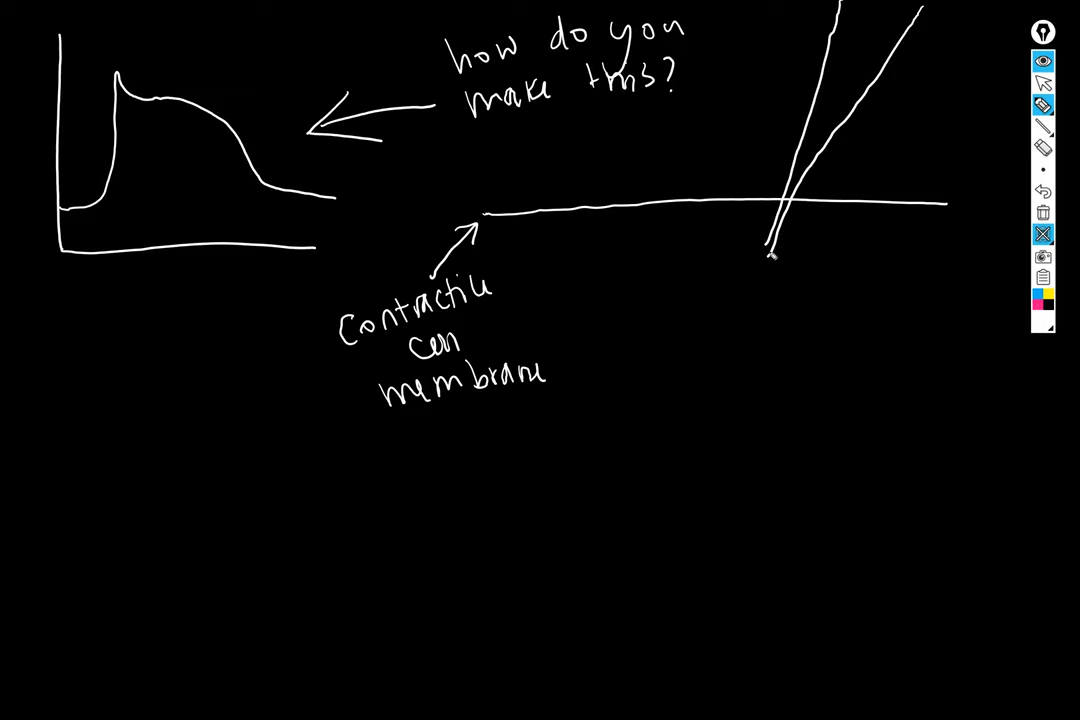 how do you
make this?
Contractile
cell
membrane